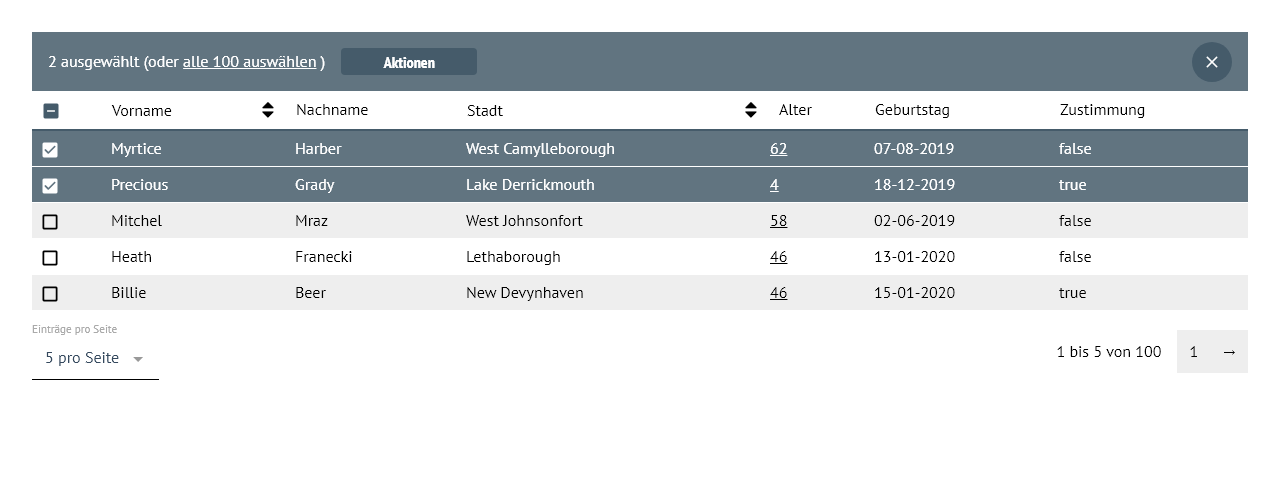 2 ausgewählt (oder alle 100 auswählen ) Aktionen
Vorname Nachname Stadt Alter Geburtstag Zustimmung
Myrtice Harber West Camylleborough 62 07-08-2019 false
Precious Grady Lake Derrickmouth 4 18-12-2019 true
Mitchel Mraz West Johnsonfort 58 02-06-2019 false
Heath Franecki Lethaborough 46 13-01-2020 false
Billie Beer New Devynhaven 46 15-01-2020 true
Einträge pro Seite
5 pro Seite
1 bis 5 von 100 1 →